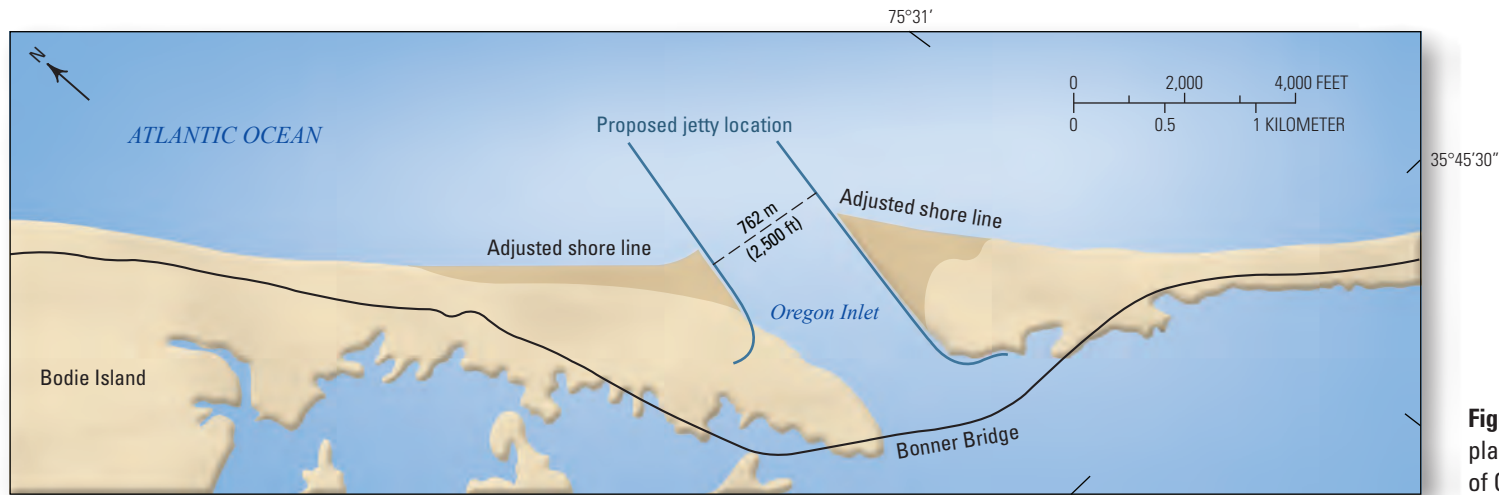 75°31′
N
0 2,000 4,000 FEET
0 0.5 1 KILOMETER
ATLANTIC OCEAN
Proposed jetty location
35°45′30″
Adjusted shore line
762 m
(2,500 ft)
Adjusted shore line
Oregon Inlet
Bodie Island
Bonner Bridge
Fig
pla
of